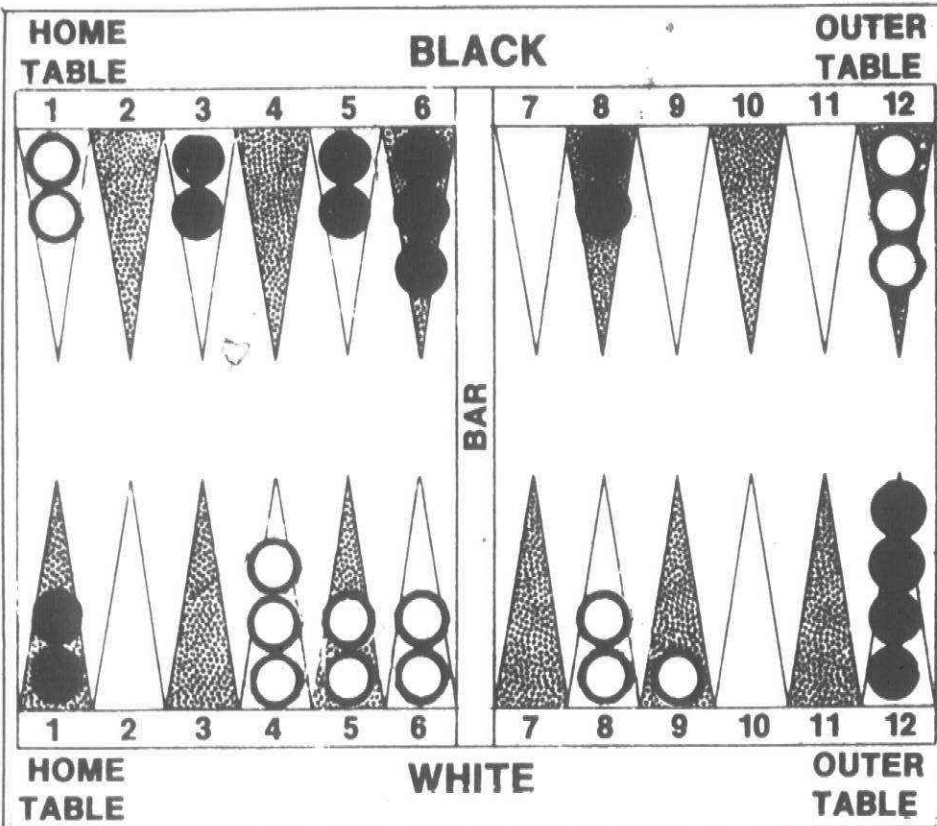 HOME
TABLE
BLACK
OUTER
TABLE
1 2 3 4 5 6 7 8 9 10 11 12
BAR
1 2 3 4 5 6 7 8 9 10 11 12
HOME
TABLE
WHITE
OUTER
TABLE